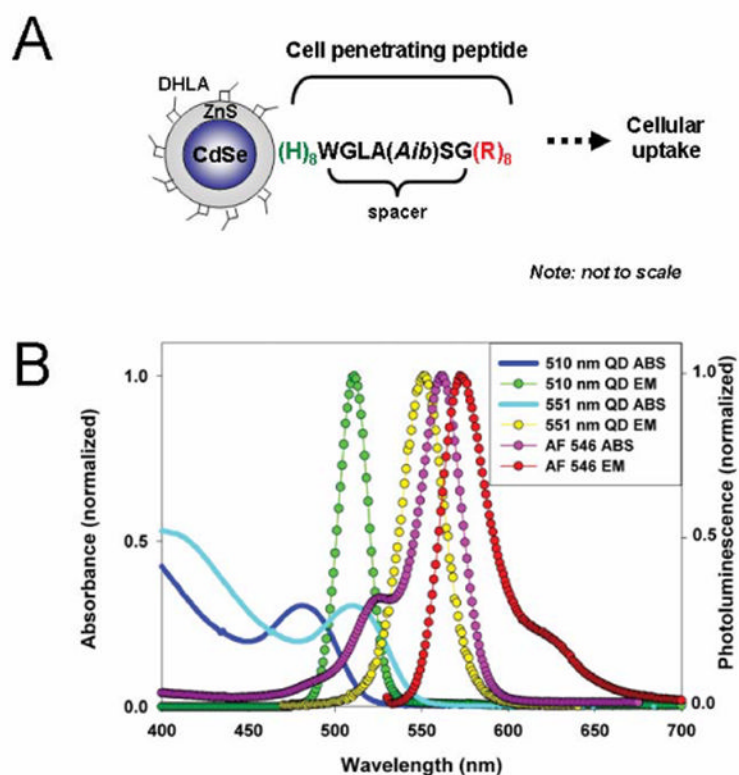 A
Cell penetrating peptide
DHLA
ZnS
CdSe
(H)8WGLA(Aib)SG(R)8
spacer
Cellular
uptake
Note: not to scale
B
510 nm QD ABS
510 nm QD EM
551 nm QD ABS
551 nm QD EM
AF 546 ABS
AF 546 EM
Absorbance (normalized)
1.0
0.5
0.0
Photoluminescence (normalized)
1.0
0.5
0.0
400 450 500 550 600 650 700
Wavelength (nm)